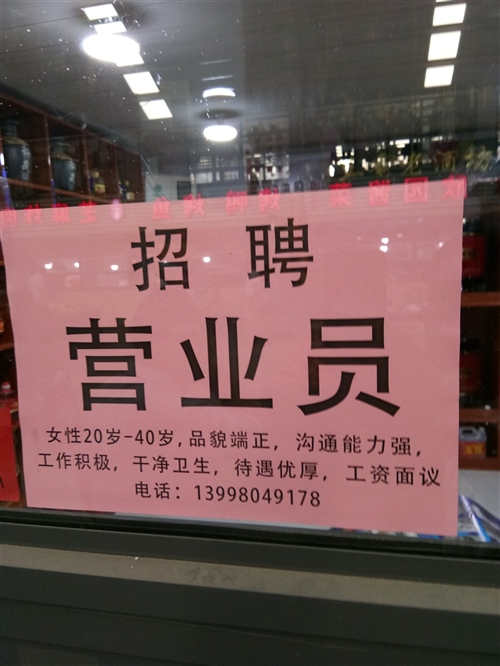 招聘
营业员
女性20岁-40岁,品貌端正，沟通能力强，
工作积极，干净卫生，待遇优厚，工资面议
电话：13998049178